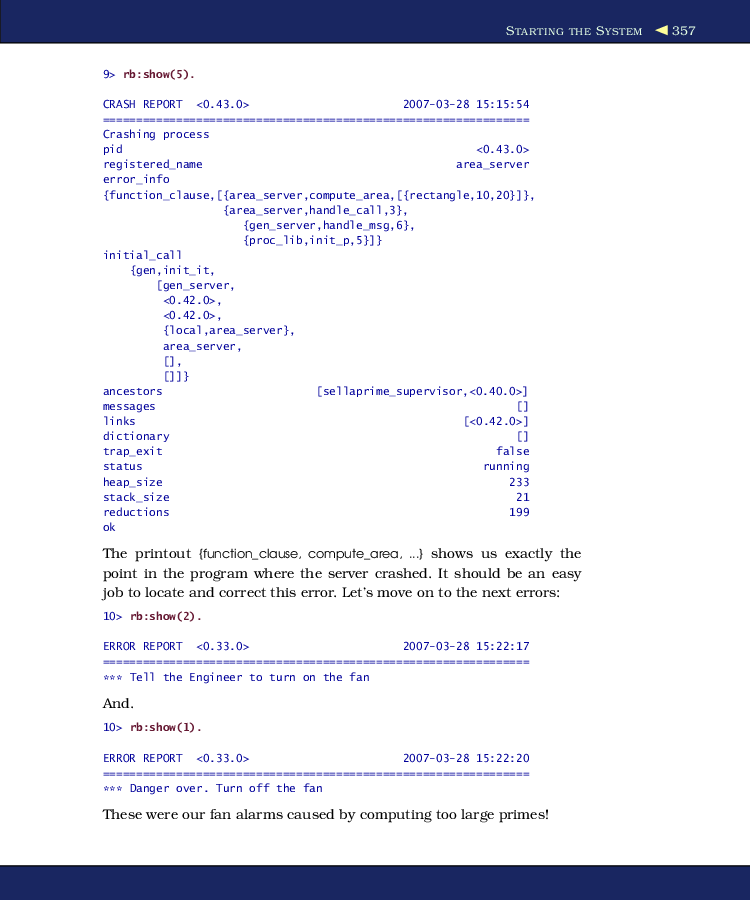 STARTING THE SYSTEM ◀ 357
9> rb:show(5).
CRASH REPORT  <0.43.0>                       2007-03-28 15:15:54
================================================================
Crashing process
pid                                                     <0.43.0>
registered_name                                      area_server
error_info
{function_clause,[{area_server,compute_area,[{rectangle,10,20}]},
                  {area_server,handle_call,3},
                     {gen_server,handle_msg,6},
                     {proc_lib,init_p,5}]}
initial_call
    {gen,init_it,
        [gen_server,
         <0.42.0>,
         <0.42.0>,
         {local,area_server},
         area_server,
         [],
         []]}
ancestors                       [sellaprime_supervisor,<0.40.0>]
messages                                                      []
links                                                 [<0.42.0>]
dictionary                                                    []
trap_exit                                                  false
status                                                   running
heap_size                                                    233
stack_size                                                    21
reductions                                                   199
ok
The printout {function_clause, compute_area, ...} shows us exactly the
point in the program where the server crashed. It should be an easy
job to locate and correct this error. Let's move on to the next errors:
10> rb:show(2).
ERROR REPORT  <0.33.0>                       2007-03-28 15:22:17
================================================================
*** Tell the Engineer to turn on the fan
And.
10> rb:show(1).
ERROR REPORT  <0.33.0>                       2007-03-28 15:22:20
================================================================
*** Danger over. Turn off the fan
These were our fan alarms caused by computing too large primes!